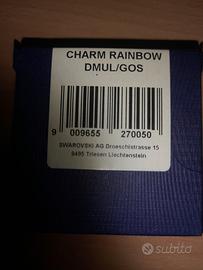 CHARM RAINBOW
DMUL/GOS
9 009655 270050
SWAROVSKI AG Droeschistrasse 15
9495 Triesen Liechtenstein
subito